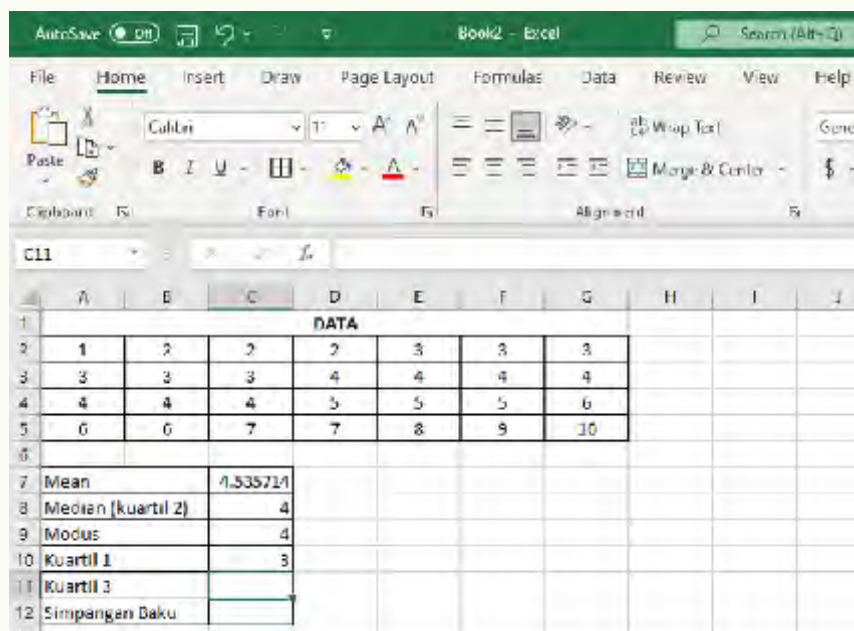 AutoSave Off Book2 - Excel Search (Alt+Q)
File Home Insert Draw Page Layout Formulas Data Review View Help
Paste Calibri 11 A A ab Wrap Text Gene
B I U A Merge & Center $
Clipboard Font Alignment
C11 fx
A B C D E F G H I J
1 DATA
2 1 2 2 2 3 3 3
3 3 3 3 4 4 4 4
4 4 4 4 5 5 5 6
5 6 6 7 7 8 9 10
6
7 Mean 4.535714
8 Median (kuartil 2) 4
9 Modus 4
10 Kuartil 1 3
11 Kuartil 3
12 Simpangan Baku